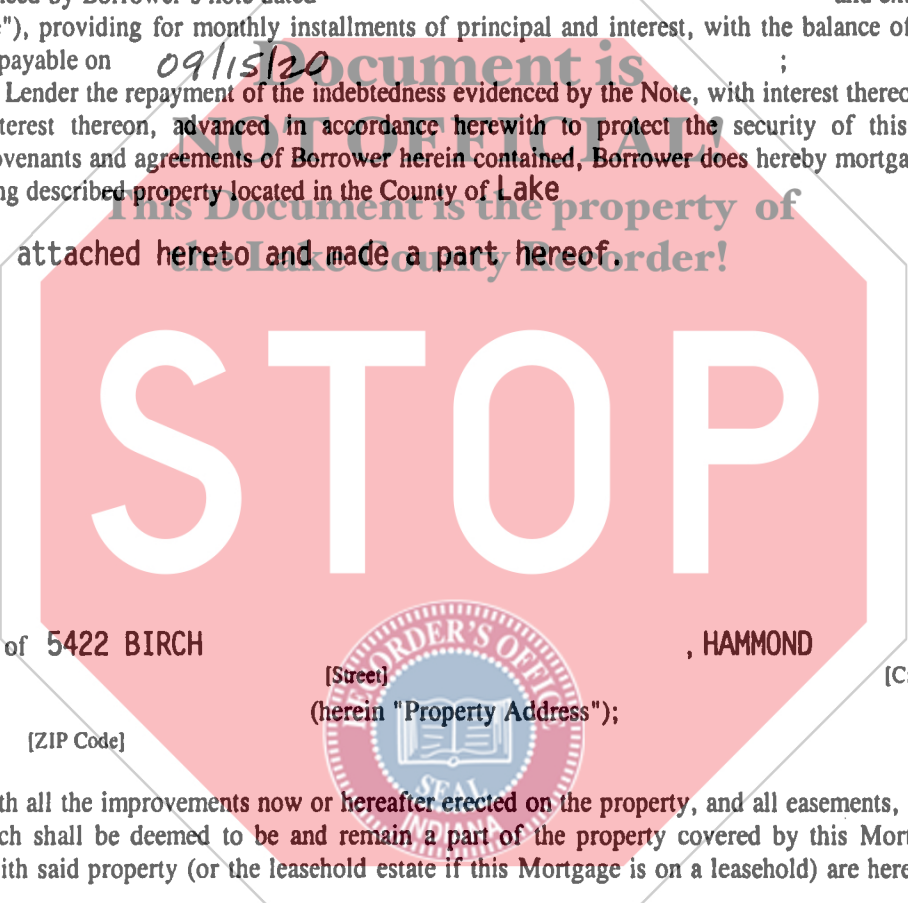 by Borrower's note dated
"), providing for monthly installments of principal and interest, with the balance of
payable on 09/15/20 ;
Lender the repayment of the indebtedness evidenced by the Note, with interest thereo
terest thereon, advanced in accordance herewith to protect the security of this
ovenants and agreements of Borrower herein contained, Borrower does hereby mortga
ng described property located in the County of Lake
attached hereto and made a part hereof.
Document is
NOT OFFICIAL!
This Document is the property of
the Lake County Recorder!
STOP
of 5422 BIRCH , HAMMOND
[Street] [C
(herein "Property Address");
[ZIP Code]
RECORDER'S OFFICE
SEAL
INDIANA
th all the improvements now or hereafter erected on the property, and all easements,
ch shall be deemed to be and remain a part of the property covered by this Mort
ith said property (or the leasehold estate if this Mortgage is on a leasehold) are here